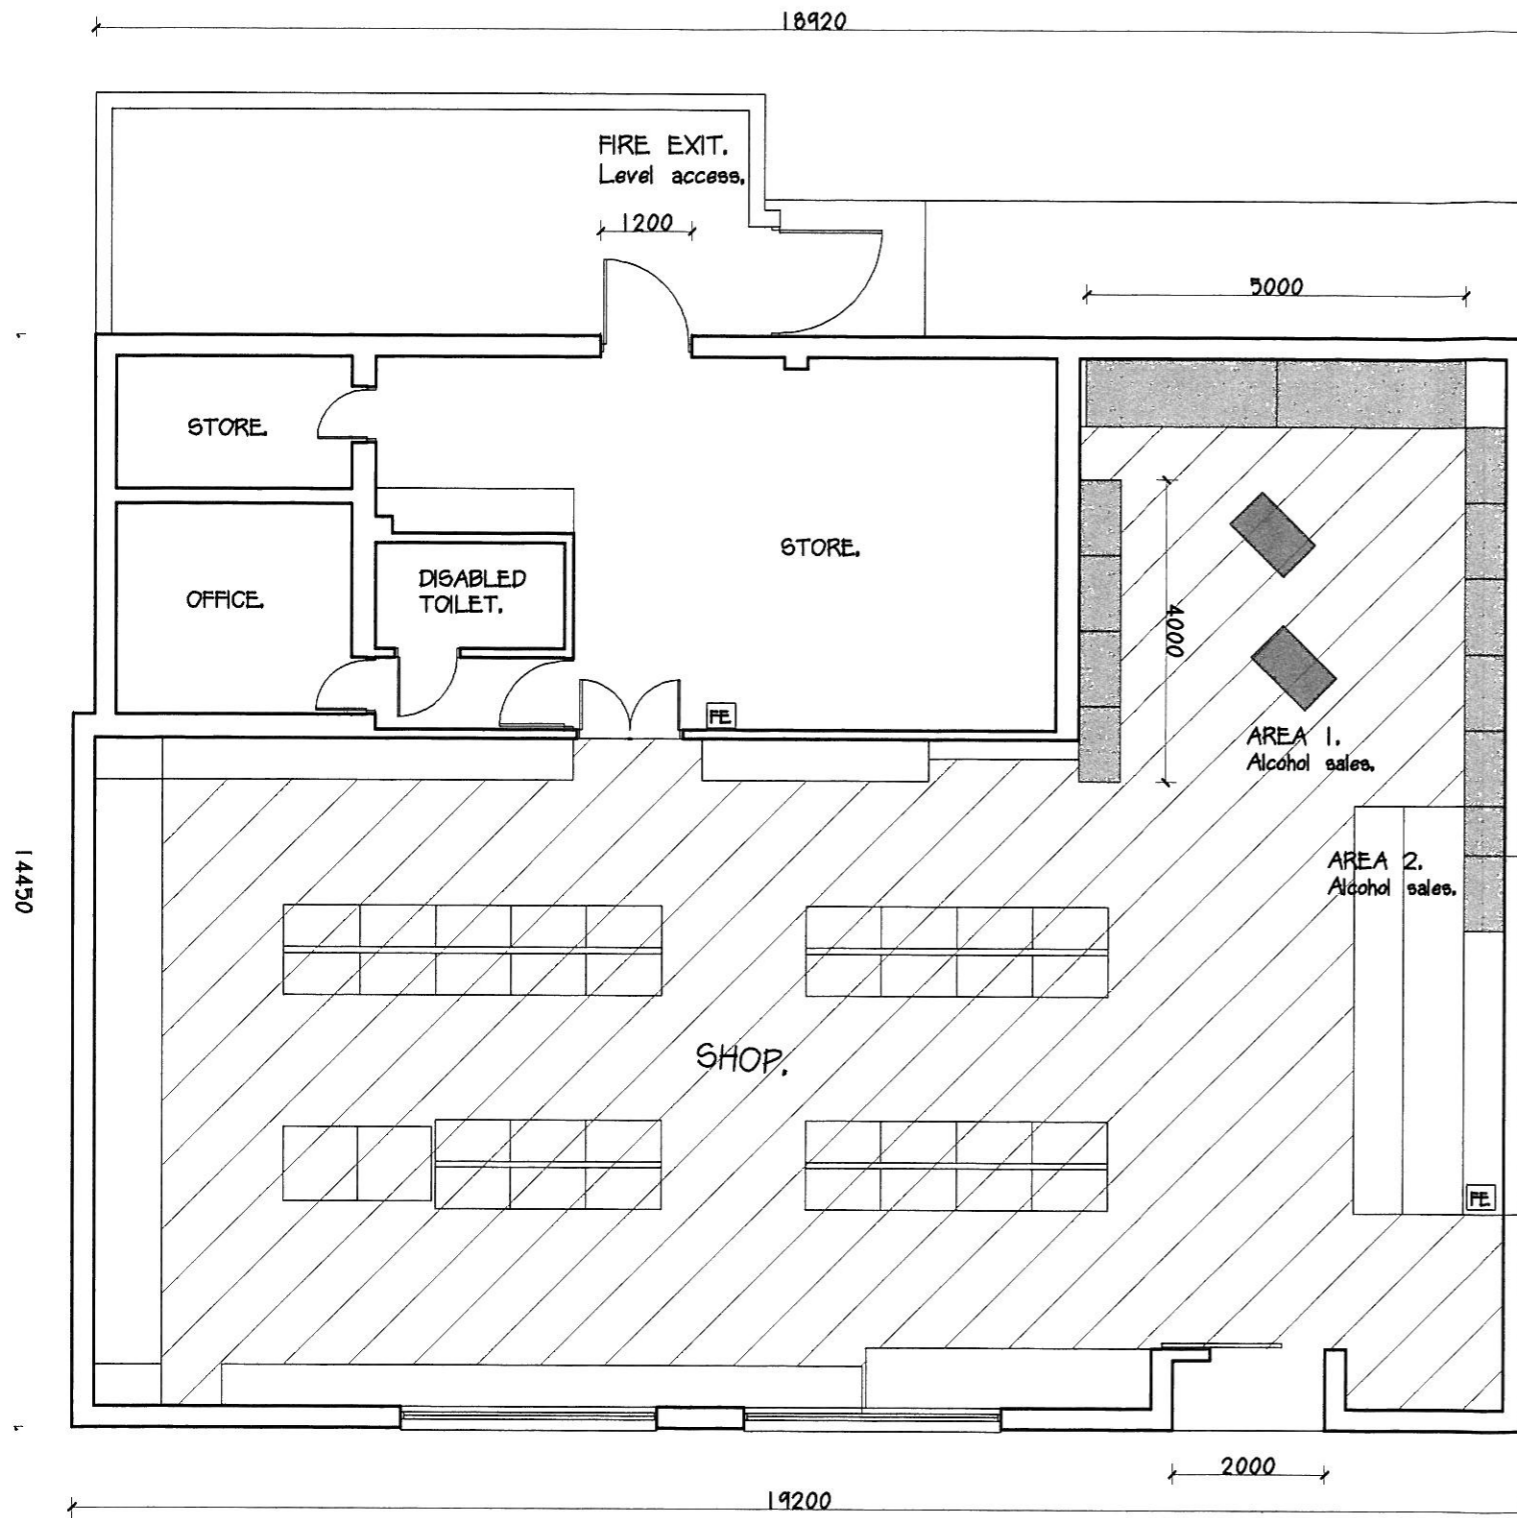 18920
FIRE EXIT.
Level access.
1200
5000
STORE.
STORE.
OFFICE.
DISABLED
TOILET.
4000
FE
AREA 1.
Alcohol sales.
AREA 2.
Alcohol sales.
14450
SHOP.
FE
2000
19200